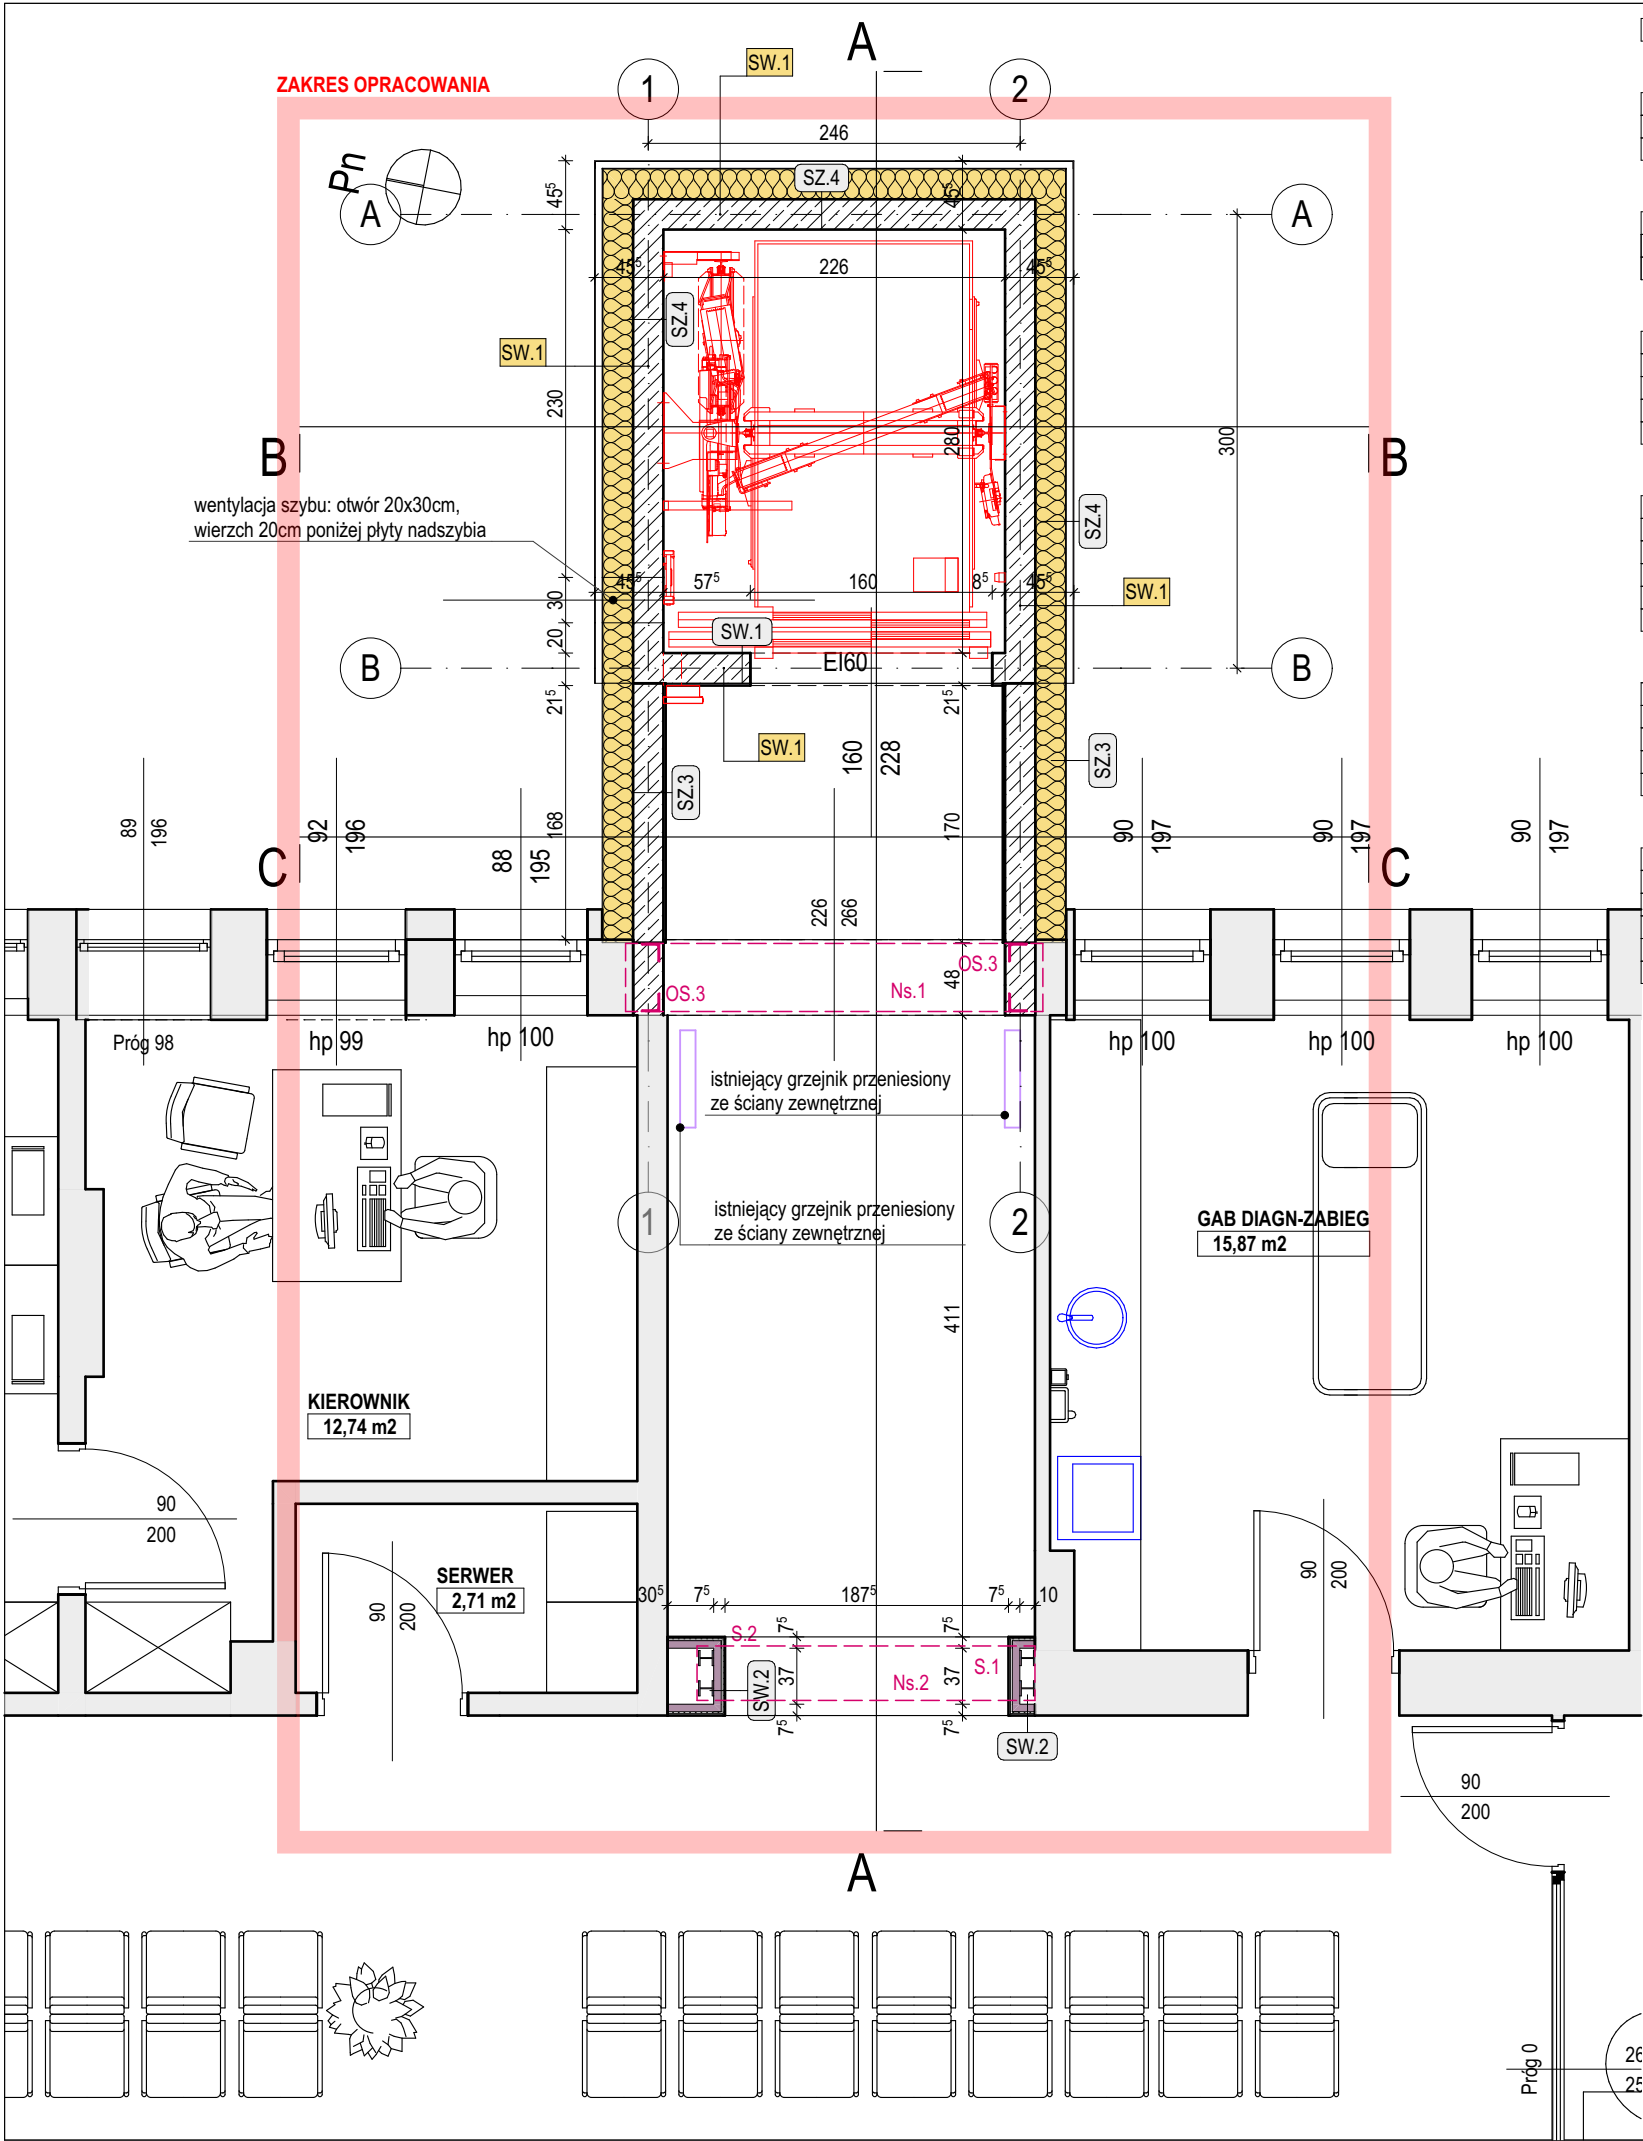 A
SW.1
ZAKRES OPRACOWANIA
1
2
246
Pn
SZ.4
45⁵
45⁵
A
A
45⁵
226
45⁵
SZ.4
SW.1
230
280
300
B
B
wentylacja szybu: otwór 20x30cm,
wierzch 20cm poniżej płyty nadszybia
SZ.4
45⁵
57⁵
160
8⁵
45⁵
SW.1
30
20
SW.1
B
EI60
B
21⁵
21⁵
SW.1
160
228
SZ.3
SZ.3
89
196
92
196
88
195
168
170
90
197
90
197
90
197
C
C
226
266
OS.3
OS.3
Ns.1
48
Próg 98
hp 99
hp 100
hp 100
hp 100
hp 100
istniejący grzejnik przeniesiony
ze ściany zewnętrznej
istniejący grzejnik przeniesiony
ze ściany zewnętrznej
1
2
GAB DIAGN-ZABIEG
15,87 m2
411
KIEROWNIK
12,74 m2
90
200
SERWER
2,71 m2
90
200
90
200
30⁵
7⁵
187⁵
7⁵
10
S.2
7⁵
7⁵
S.1
37
37
Ns.2
SW.2
7⁵
7⁵
SW.2
90
200
A
Próg 0
26
25